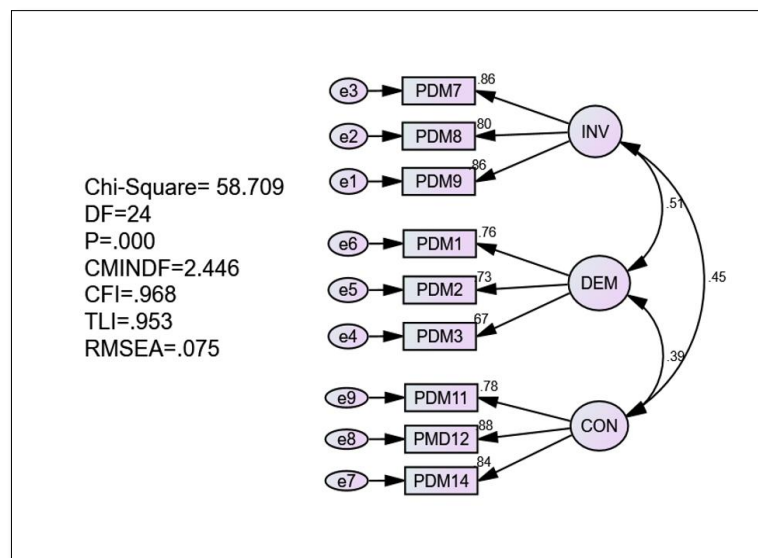 Chi-Square= 58.709
DF=24
P=.000
CMINDF=2.446
CFI=.968
TLI=.953
RMSEA=.075
e3 PDM7 .86
e2 PDM8 .80 INV
e1 PDM9 .86
.51
e6 PDM1 .76
e5 PDM2 .73 DEM .45
e4 PDM3 .67
.39
e9 PDM11 .78
e8 PMD12 .88 CON
e7 PDM14 .84